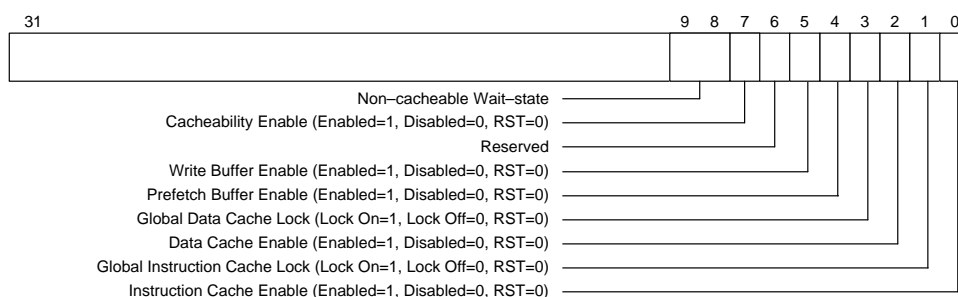 31 9 8 7 6 5 4 3 2 1 0
Non–cacheable Wait–state
Cacheability Enable (Enabled=1, Disabled=0, RST=0)
Reserved
Write Buffer Enable (Enabled=1, Disabled=0, RST=0)
Prefetch Buffer Enable (Enabled=1, Disabled=0, RST=0)
Global Data Cache Lock (Lock On=1, Lock Off=0, RST=0)
Data Cache Enable (Enabled=1, Disabled=0, RST=0)
Global Instruction Cache Lock (Lock On=1, Lock Off=0, RST=0)
Instruction Cache Enable (Enabled=1, Disabled=0, RST=0)